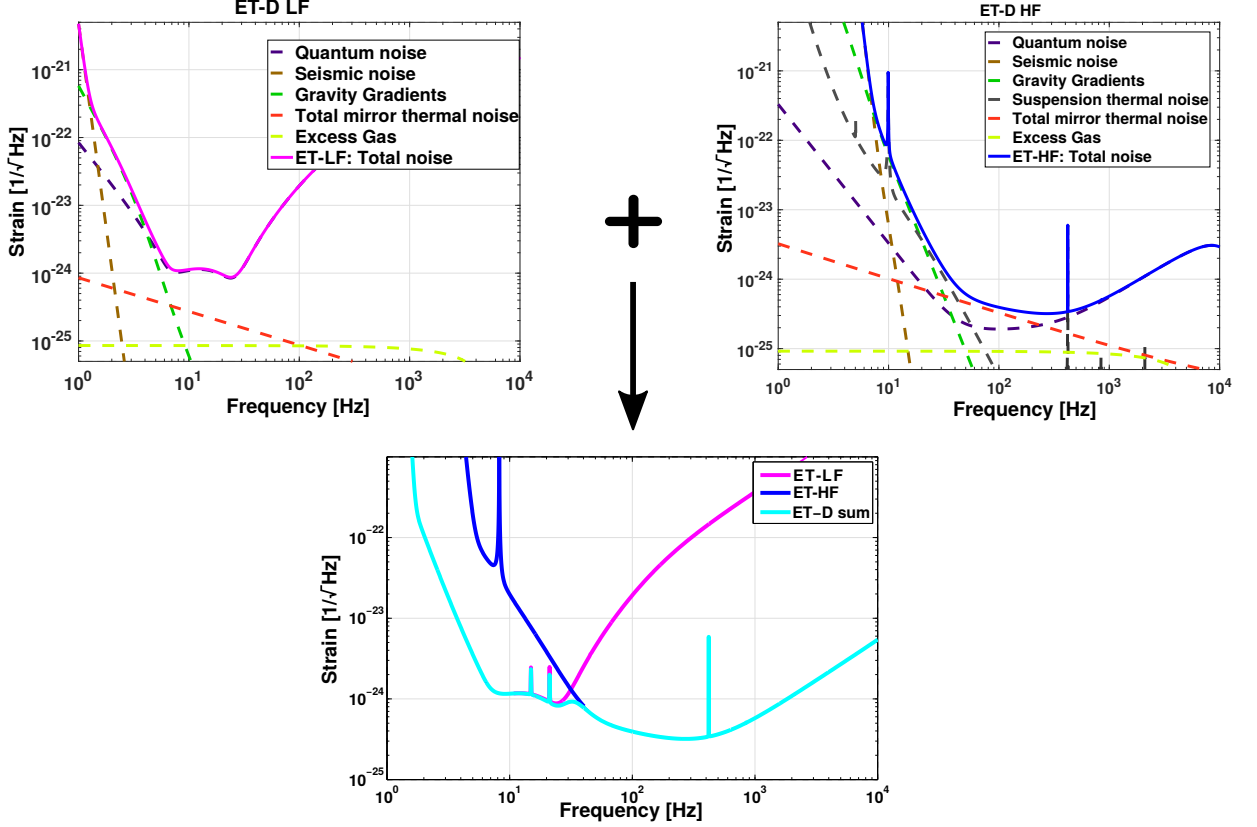 ET-D LF
Quantum noise
Seismic noise
Gravity Gradients
Total mirror thermal noise
Excess Gas
ET-LF: Total noise
10^-21
10^-22
10^-23
10^-24
10^-25
Strain [1/√Hz]
10^0 10^1 10^2 10^3 10^4
Frequency [Hz]
+
ET-D HF
Quantum noise
Seismic noise
Gravity Gradients
Suspension thermal noise
Total mirror thermal noise
Excess Gas
ET-HF: Total noise
10^-21
10^-22
10^-23
10^-24
10^-25
Strain [1/√Hz]
10^0 10^1 10^2 10^3 10^4
Frequency [Hz]
ET-LF
ET-HF
ET−D sum
10^-22
10^-23
10^-24
10^-25
Strain [1/√Hz]
10^0 10^1 10^2 10^3 10^4
Frequency [Hz]